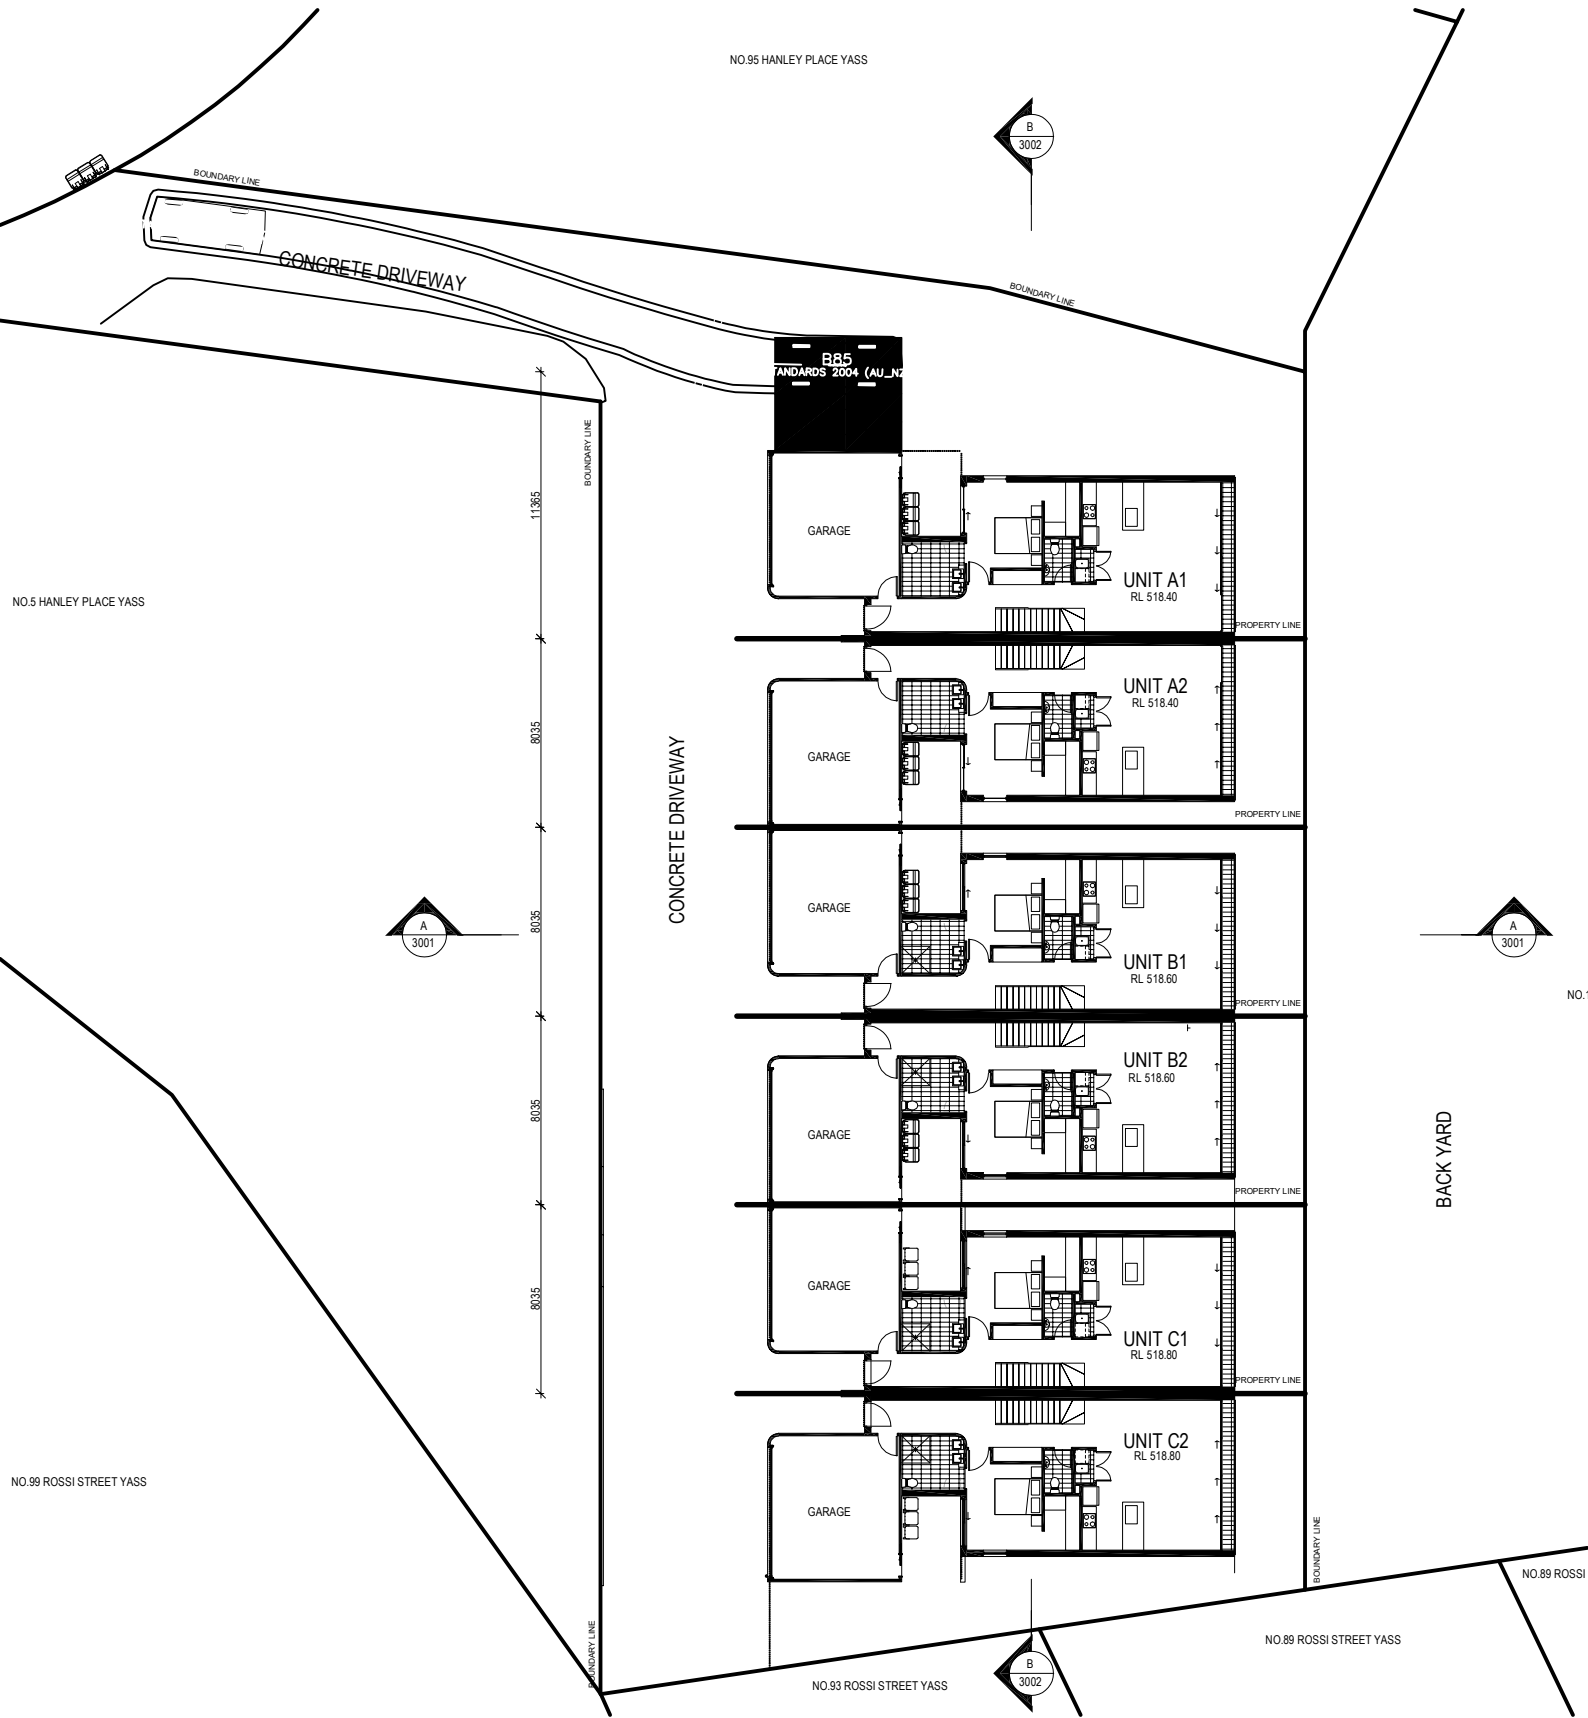 NO.95 HANLEY PLACE YASS
B
3002
BOUNDARY LINE
CONCRETE DRIVEWAY
BOUNDARY LINE
B85
TANDARDS 2004 (AU_NZ
BOUNDARY LINE
11365
GARAGE
UNIT A1
RL 518.40
NO.5 HANLEY PLACE YASS
PROPERTY LINE
UNIT A2
RL 518.40
8035
GARAGE
CONCRETE DRIVEWAY
PROPERTY LINE
8035
GARAGE
A
3001
A
3001
UNIT B1
RL 518.60
NO.1
PROPERTY LINE
UNIT B2
RL 518.60
8035
GARAGE
BACK YARD
PROPERTY LINE
8035
GARAGE
UNIT C1
RL 518.80
PROPERTY LINE
UNIT C2
RL 518.80
NO.99 ROSSI STREET YASS
GARAGE
BOUNDARY LINE
NO.89 ROSSI
BOUNDARY LINE
NO.89 ROSSI STREET YASS
B
3002
NO.93 ROSSI STREET YASS